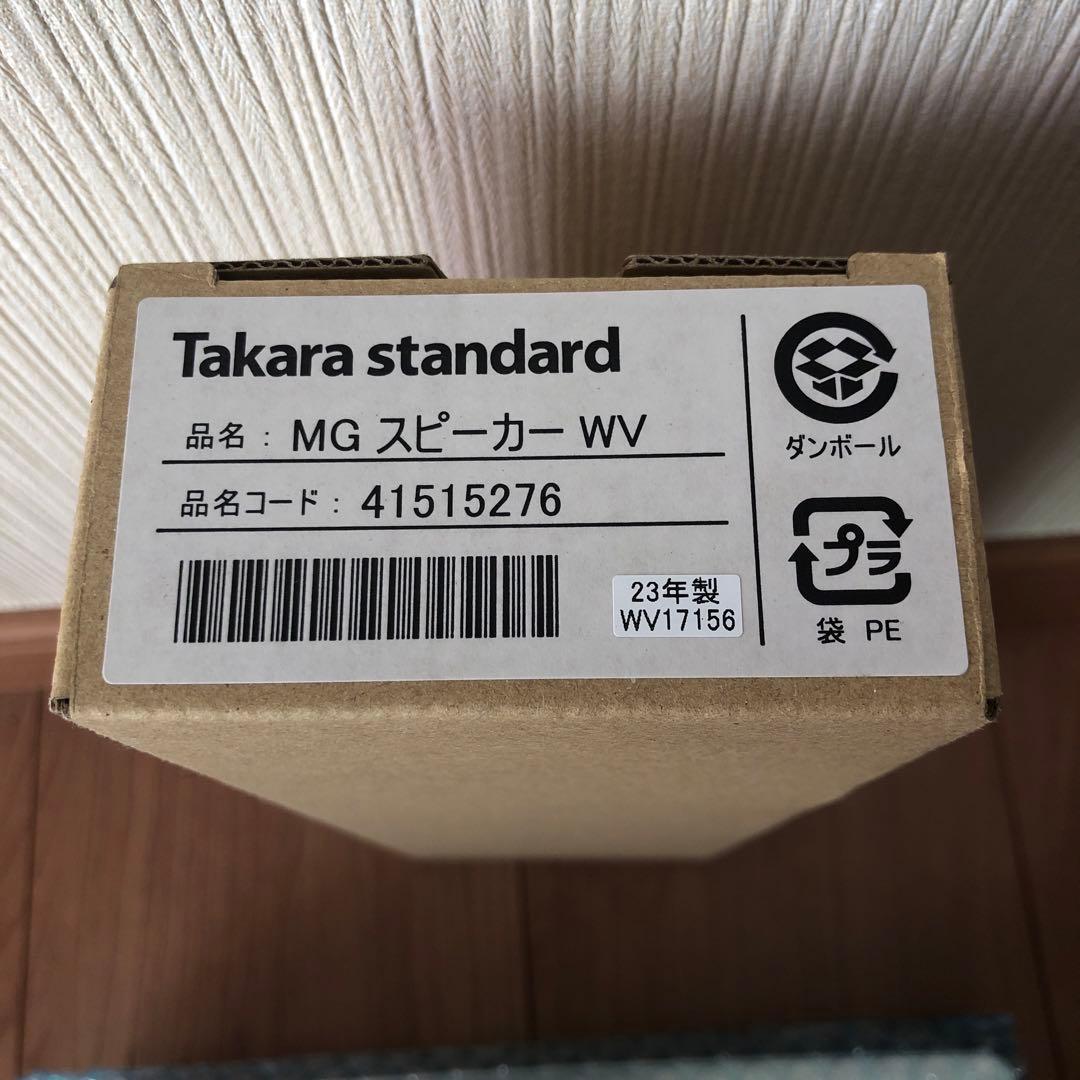 Takara standard
品名 : MG スピーカー WV
品名コード : 41515276
23年製
WV17156
ダンボール
プラ
袋 PE